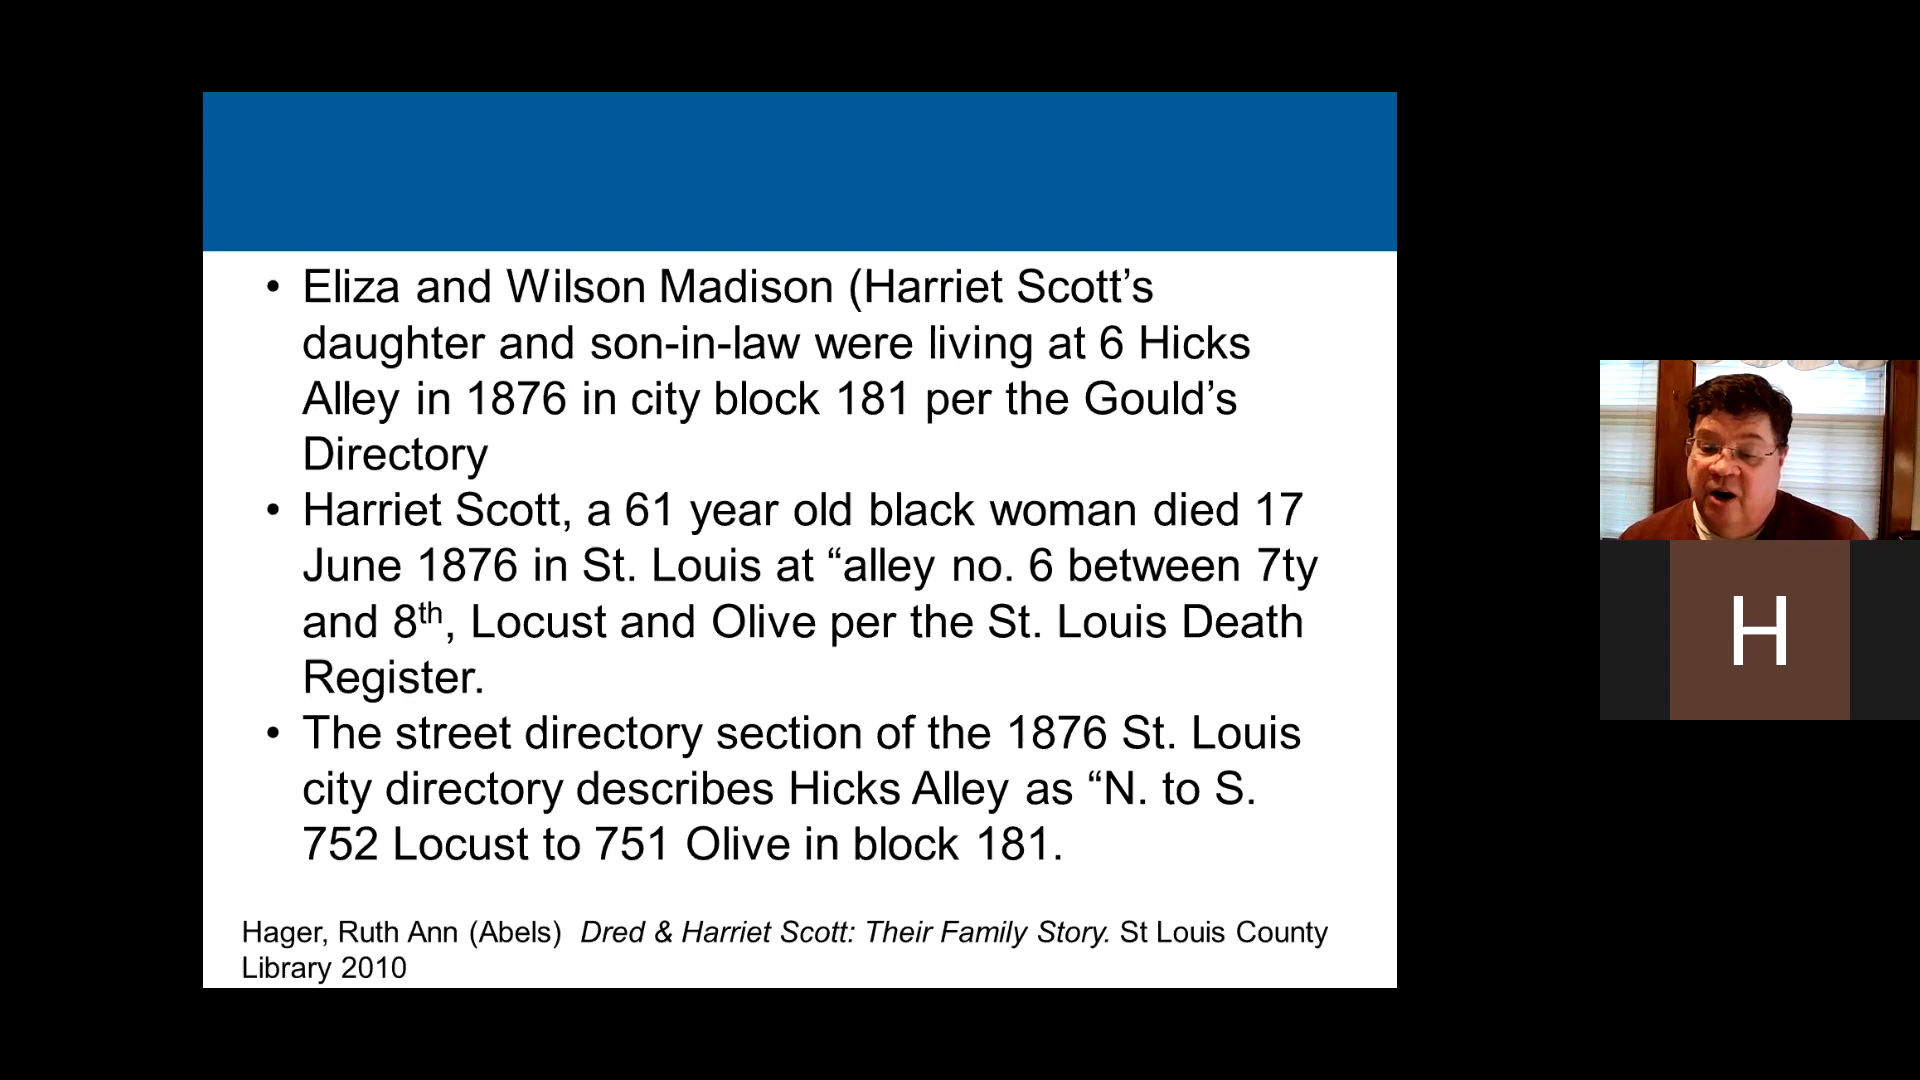 • Eliza and Wilson Madison (Harriet Scott’s
daughter and son-in-law were living at 6 Hicks
Alley in 1876 in city block 181 per the Gould’s
Directory
• Harriet Scott, a 61 year old black woman died 17
June 1876 in St. Louis at “alley no. 6 between 7ty
and 8th, Locust and Olive per the St. Louis Death
Register.
• The street directory section of the 1876 St. Louis
city directory describes Hicks Alley as “N. to S.
752 Locust to 751 Olive in block 181.
Hager, Ruth Ann (Abels) Dred & Harriet Scott: Their Family Story. St Louis County
Library 2010
H